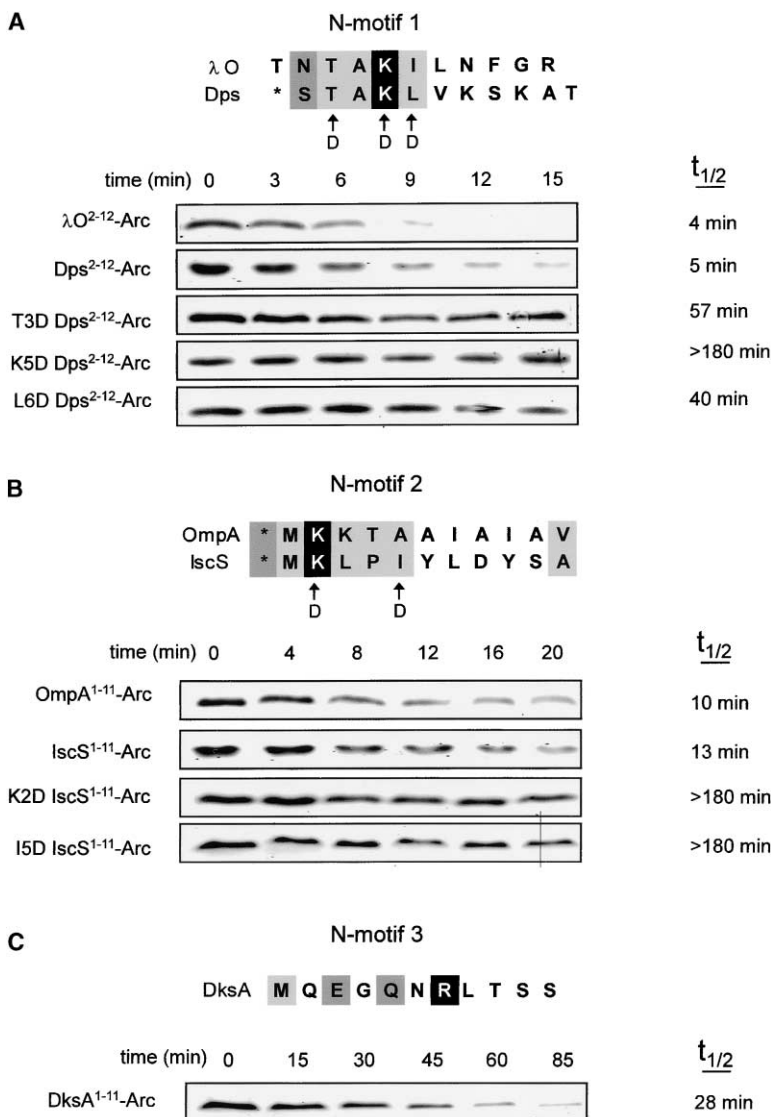 A
N-motif 1
λ O T N T A K I L N F G R
Dps * S T A K L V K S K A T
D D D
time (min) 0 3 6 9 12 15 t1/2
λO2-12-Arc 4 min
Dps2-12-Arc 5 min
T3D Dps2-12-Arc 57 min
K5D Dps2-12-Arc >180 min
L6D Dps2-12-Arc 40 min
B
N-motif 2
OmpA * M K K T A A I A I A V
IscS * M K L P I Y L D Y S A
D D
time (min) 0 4 8 12 16 20 t1/2
OmpA1-11-Arc 10 min
IscS1-11-Arc 13 min
K2D IscS1-11-Arc >180 min
I5D IscS1-11-Arc >180 min
C
N-motif 3
DksA M Q E G Q N R L T S S
time (min) 0 15 30 45 60 85 t1/2
DksA1-11-Arc 28 min